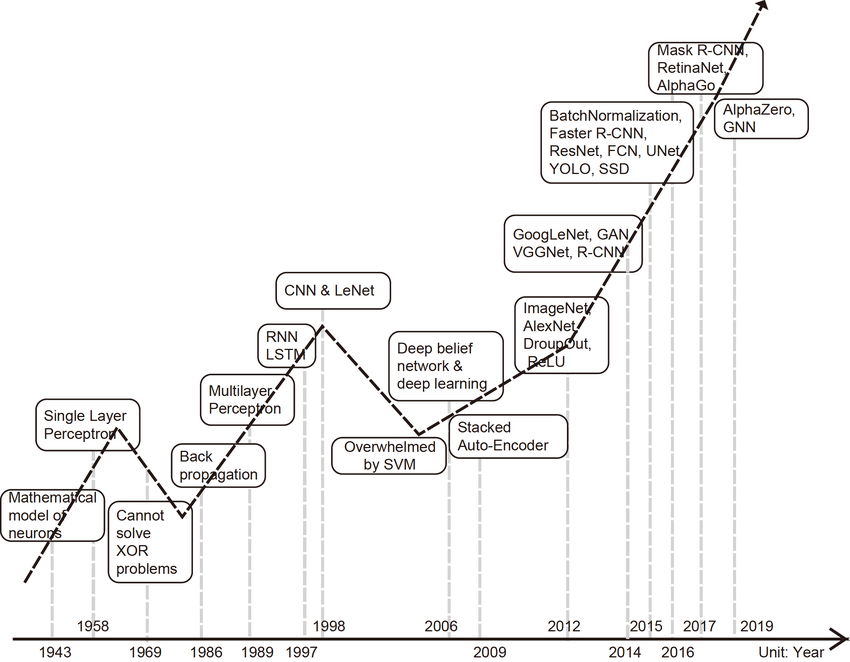 Mask R-CNN,
RetinaNet,
AlphaGo
AlphaZero,
GNN
BatchNormalization,
Faster R-CNN,
ResNet, FCN, UNet
YOLO, SSD
GoogLeNet, GAN
VGGNet, R-CNN
CNN & LeNet
ImageNet,
AlexNet,
DroupOut,
ReLU
RNN
LSTM
Deep belief
network &
deep learning
Multilayer
Perceptron
Single Layer
Perceptron
Stacked
Auto-Encoder
Overwhelmed
by SVM
Back
propagation
Mathematical
model of
neurons
Cannot
solve
XOR
problems
1958
1998
2006
2012
2015
2017
2019
1943
1969
1986
1989
1997
2009
2014
2016
Unit: Year